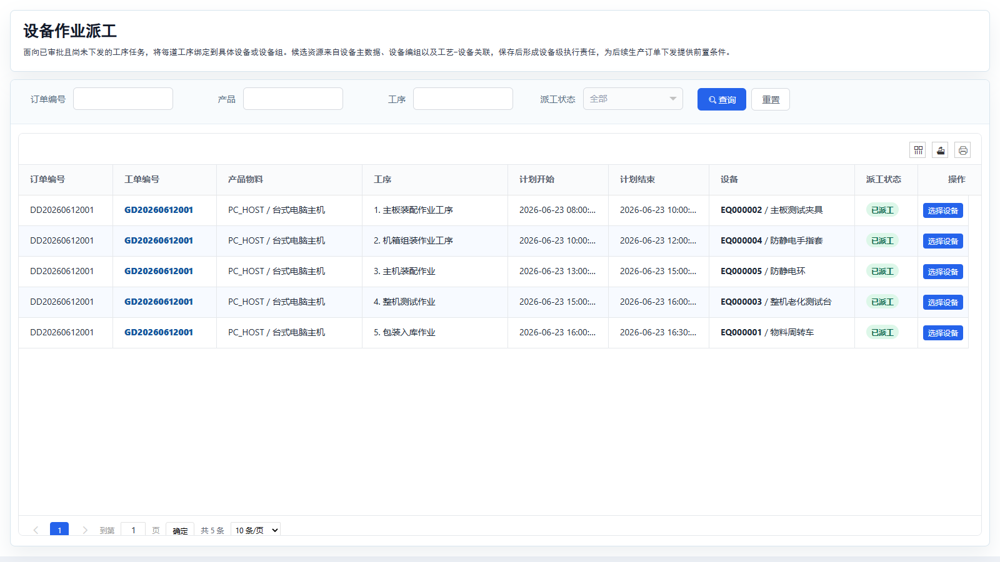 设备作业派工
面向已审批且尚未下发的工序任务，将每道工序绑定到具体设备或设备组。候选资源来自设备主数据、设备编组以及工艺-设备关联，保存后形成设备级执行责任，为后续生产订单下发提供前置条件。
订单编号 产品 工序 派工状态 全部 查询 重置
订单编号 工单编号 产品物料 工序 计划开始 计划结束 设备 派工状态 操作
DD20260612001 GD20260612001 PC_HOST / 台式电脑主机 1. 主板装配作业工序 2026-06-23 08:00:... 2026-06-23 10:00:... EQ000002 / 主板测试夹具 已派工 选择设备
DD20260612001 GD20260612001 PC_HOST / 台式电脑主机 2. 机箱组装作业工序 2026-06-23 10:00:... 2026-06-23 12:00:... EQ000004 / 防静电手指套 已派工 选择设备
DD20260612001 GD20260612001 PC_HOST / 台式电脑主机 3. 主机装配作业 2026-06-23 13:00:... 2026-06-23 15:00:... EQ000005 / 防静电环 已派工 选择设备
DD20260612001 GD20260612001 PC_HOST / 台式电脑主机 4. 整机测试作业 2026-06-23 15:00:... 2026-06-23 16:00:... EQ000003 / 整机老化测试台 已派工 选择设备
DD20260612001 GD20260612001 PC_HOST / 台式电脑主机 5. 包装入库作业 2026-06-23 16:00:... 2026-06-23 16:30:... EQ000001 / 物料周转车 已派工 选择设备
1 到第 1 页 确定 共 5 条 10 条/页